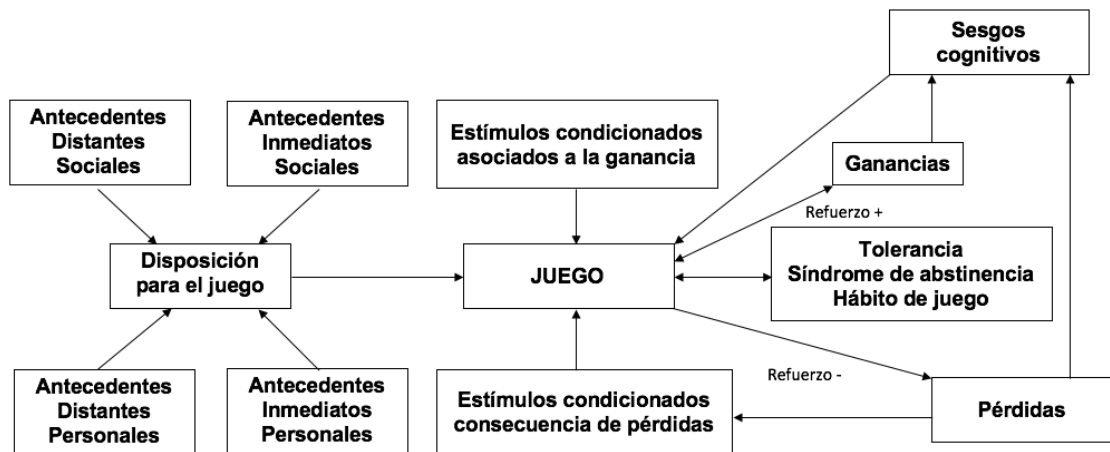 Sesgos
cognitivos
Antecedentes
Distantes
Sociales
Antecedentes
Inmediatos
Sociales
Estímulos condicionados
asociados a la ganancia
Ganancias
Refuerzo +
Disposición
para el juego
JUEGO
Tolerancia
Síndrome de abstinencia
Hábito de juego
Antecedentes
Distantes
Personales
Antecedentes
Inmediatos
Personales
Estímulos condicionados
consecuencia de pérdidas
Refuerzo -
Pérdidas